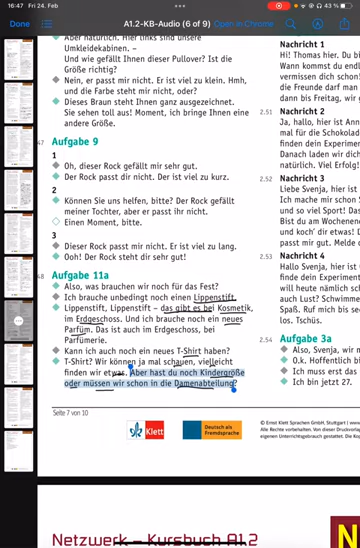 16:47 Fri 24. Feb
43 %
Done
A1.2-KB-Audio (6 of 9)
Open in Chrome
Aber natürlich. Hier links sind unsere
Umkleidekabinen. –
Und wie gefällt Ihnen dieser Pullover? Ist die
Größe richtig?
Nein, er passt mir nicht. Er ist viel zu klein. Hmh,
und die Farbe steht mir nicht, oder?
Dieses Braun steht Ihnen ganz ausgezeichnet.
Sie sehen toll aus! Moment, ich bringe Ihnen eine
andere Größe.
47 Aufgabe 9
1
Oh, dieser Rock gefällt mir sehr gut.
Der Rock passt dir nicht. Der ist viel zu kurz.
2
Können Sie uns helfen, bitte? Der Rock gefällt
meiner Tochter, aber er passt ihr nicht.
Einen Moment, bitte.
3
Dieser Rock passt mir nicht. Er ist viel zu lang.
Ooh! Der Rock steht dir sehr gut!
48 Aufgabe 11a
Also, was brauchen wir noch für das Fest?
Ich brauche unbedingt noch einen Lippenstift.
Lippenstift, Lippenstift – das gibt es bei Kosmetik,
im Erdgeschoss. Und ich brauche noch ein neues
Parfüm. Das ist auch im Erdgeschoss, bei
Parfümerie.
Kann ich auch noch ein neues T-Shirt haben?
T-Shirt? Wir können ja mal schauen, vielleicht
finden wir etwas. Aber hast du noch Kindergröße
oder müssen wir schon in die Damenabteilung?
Seite 7 von 10
Klett
Deutsch als
Fremdsprache
Nachricht 1
Hi! Thomas hier. Du bi
Wann kommst du endl
vermissen dich schon!
die Freunde darf man
dann bis Freitag, wir g
2.51 Nachricht 2
Ja, hallo, hier ist Ann
mal für die Schokolade
finden dein Experimen
Danach laden wir dich
natürlich. Viel Erfolg!
2.52 Nachricht 3
Liebe Svenja, hier ist
Ich mache mir schon S
und so viel Sport! Das
Bist du am Wochenend
und koch' dir etwas! D
passt mir gut. Melde d
2.53 Nachricht 4
Hallo Svenja, hier ist
finde dein Experiment
will heute nämlich sch
auch Lust? Schwimme
Spaß. Ruf mich bis sec
los. Tschüs.
2.54 Aufgabe 3a
Also, Svenja, wir m
O.k. Hoffentlich bi
Ich muss erst das
Ich bin jetzt 27.
© Ernst Klett Sprachen GmbH, Stuttgart | www.
Alle Rechte vorbehalten. Von dieser Druckvorlag
Netzwerk – Kursbuch A1.2